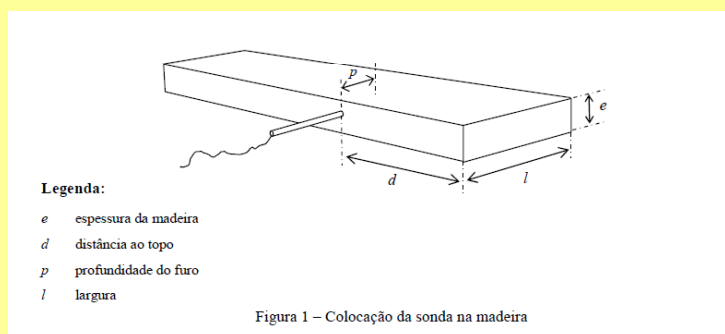 p
e
d
l
Legenda:
e espessura da madeira
d distância ao topo
p profundidade do furo
l largura
Figura 1 – Colocação da sonda na madeira